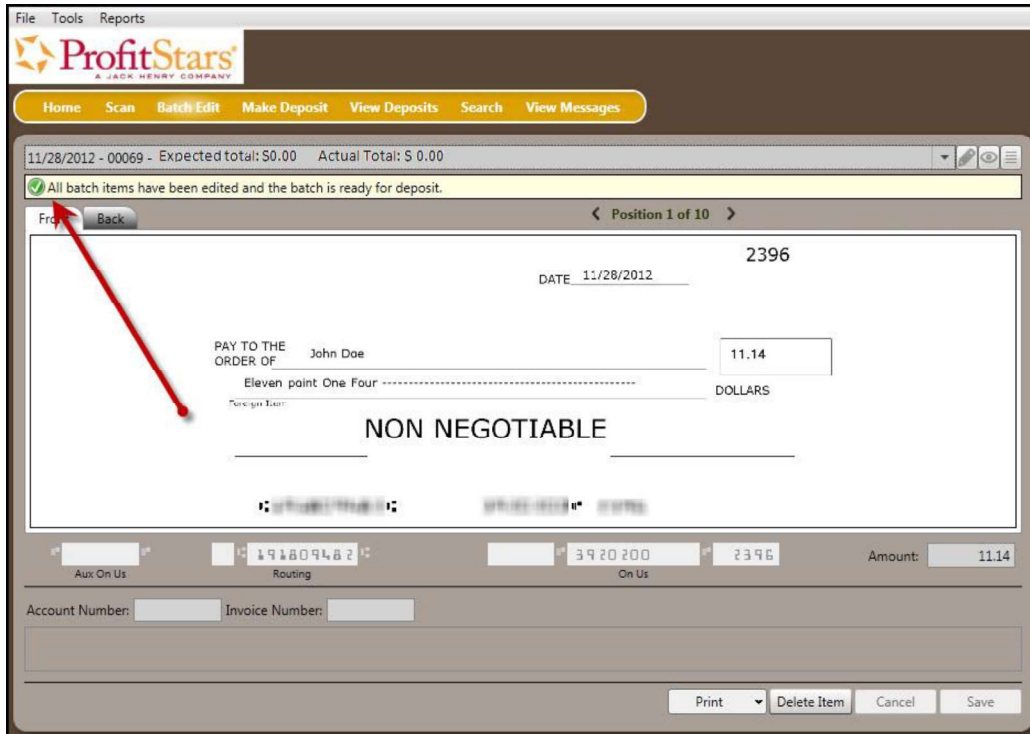 File Tools Reports
ProfitStars®
A JACK HENRY COMPANY
Home Scan Batch Edit Make Deposit View Deposits Search View Messages
11/28/2012 - 00069 - Expected total: $0.00 Actual Total: $ 0.00
All batch items have been edited and the batch is ready for deposit.
Front Back Position 1 of 10
2396
DATE 11/28/2012
PAY TO THE
ORDER OF John Doe 11.14
Eleven point One Four -----------------------------------------------
DOLLARS
Foreign Item
NON NEGOTIABLE
191809482 3920200 2396 Amount: 11.14
Aux On Us Routing On Us
Account Number: Invoice Number:
Print Delete Item Cancel Save